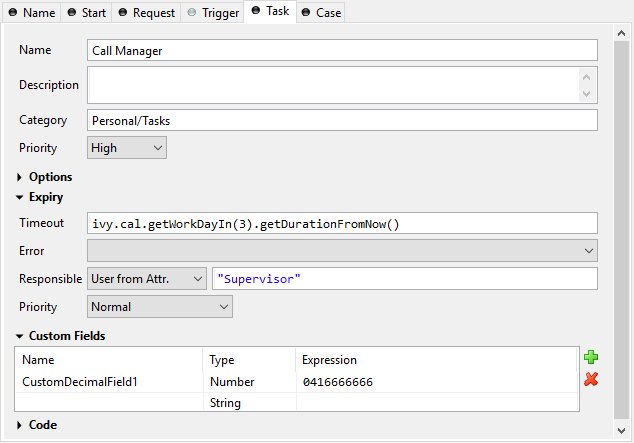 Name Start Request Trigger Task Case
Name Call Manager
Description
Category Personal/Tasks
Priority High
Options
Expiry
Timeout ivy.cal.getWorkDayIn(3).getDurationFromNow()
Error
Responsible User from Attr. "Supervisor"
Priority Normal
Custom Fields
Name Type Expression
CustomDecimalField1 Number 0416666666
String
Code